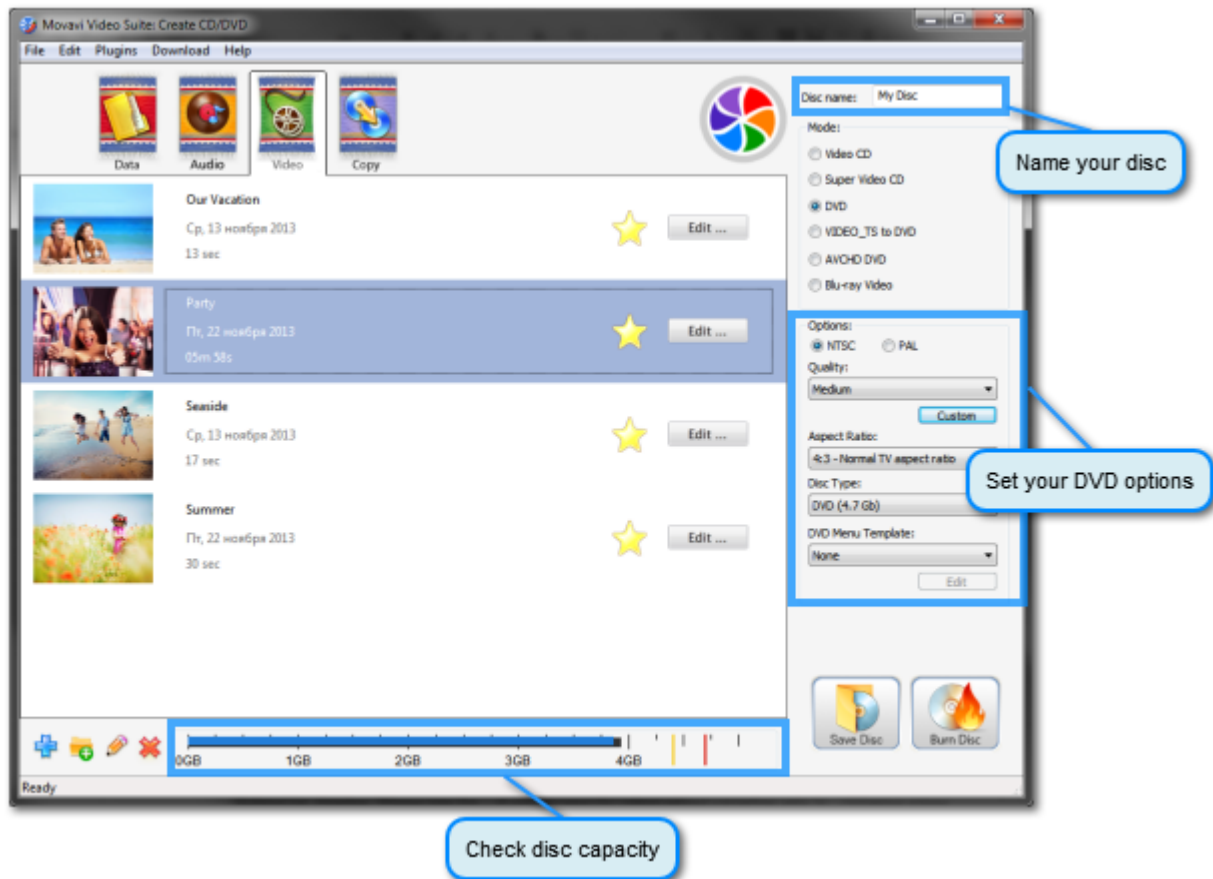 Movavi Video Suite: Create CD/DVD
File Edit Plugins Download Help
Data Audio Video Copy
Disc name: My Disc
Name your disc
Mode:
Video CD
Super Video CD
DVD
VIDEO_TS to DVD
AVCHD DVD
Blu-ray Video
Our Vacation
Ср, 13 ноября 2013
13 sec
Edit ...
Party
Пт, 22 ноября 2013
05m 58s
Edit ...
Seaside
Ср, 13 ноября 2013
17 sec
Edit ...
Summer
Пт, 22 ноября 2013
30 sec
Edit ...
Options:
NTSC PAL
Quality:
Medium
Custom
Aspect Ratio:
4:3 - Normal TV aspect ratio
Set your DVD options
Disc Type:
DVD (4.7 Gb)
DVD Menu Template:
None
Edit
Save Disc Burn Disc
0GB 1GB 2GB 3GB 4GB
Ready
Check disc capacity